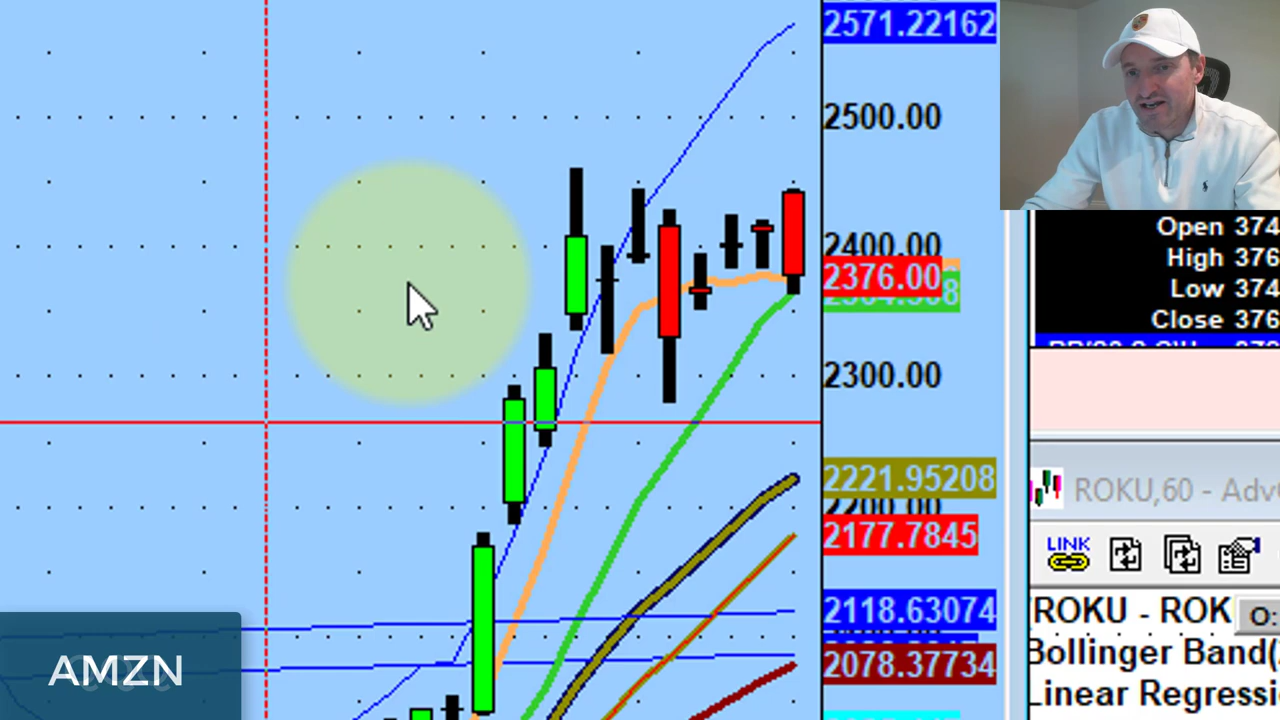 2571.22162
2500.00
2400.00
2376.00
2300.00
2221.95208
2177.7845
2118.63074
2078.37734
Open 374
High 376
Low 374
Close 376
ROKU,60 - Adv
LINK
ROKU - ROK
O:
Bollinger Band(
Linear Regressi
AMZN